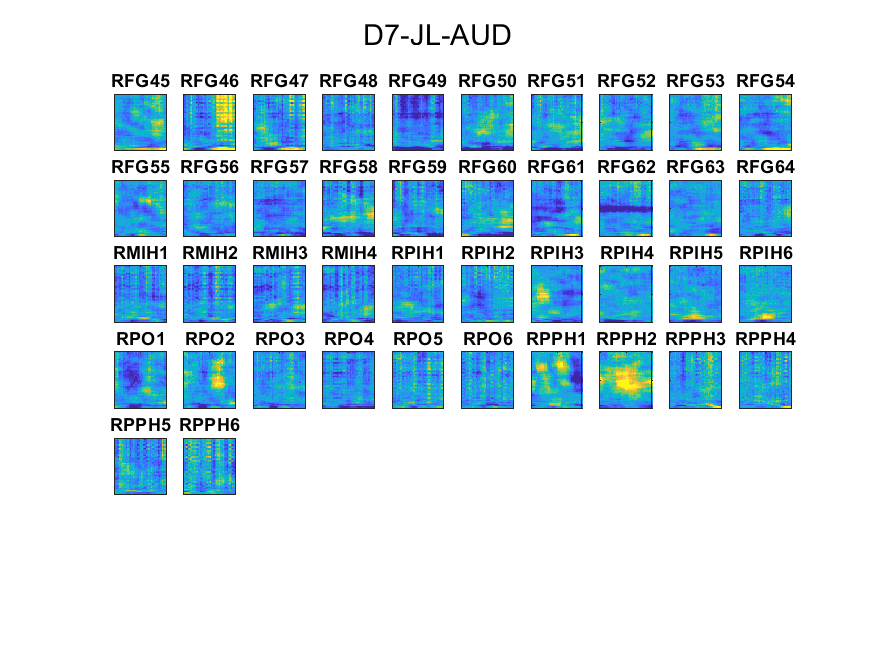 D7-JL-AUD
RFG45 RFG46 RFG47 RFG48 RFG49 RFG50 RFG51 RFG52 RFG53 RFG54
RFG55 RFG56 RFG57 RFG58 RFG59 RFG60 RFG61 RFG62 RFG63 RFG64
RMIH1 RMIH2 RMIH3 RMIH4 RPIH1 RPIH2 RPIH3 RPIH4 RPIH5 RPIH6
RPO1 RPO2 RPO3 RPO4 RPO5 RPO6 RPPH1 RPPH2 RPPH3 RPPH4
RPPH5 RPPH6